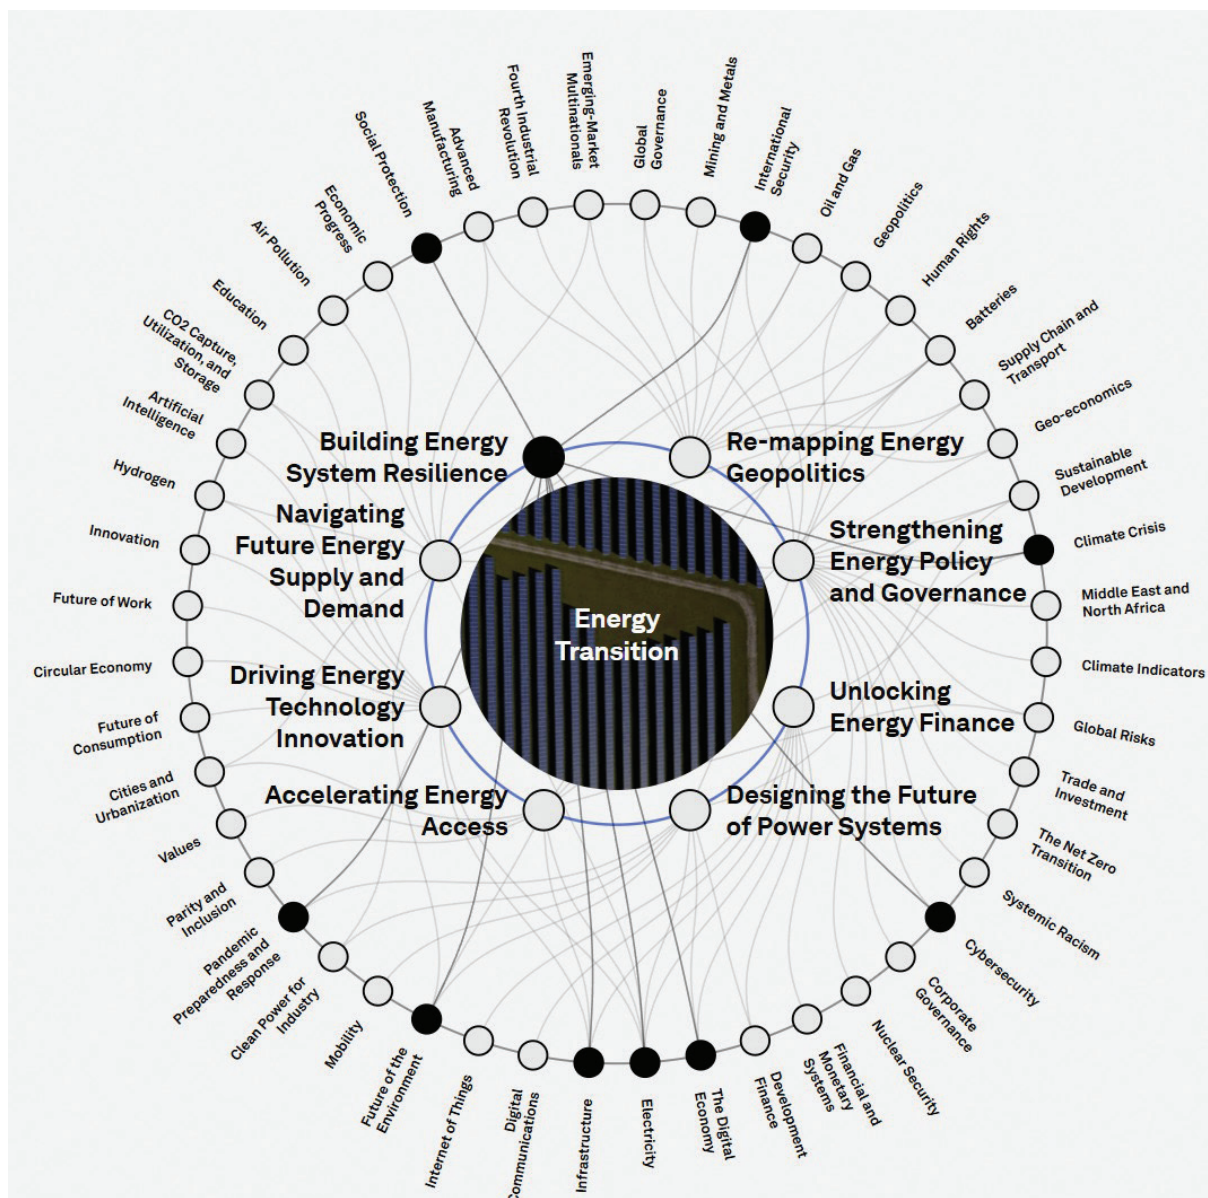 Emerging-Market
Multinationals
Global
Governance
Mining and Metals
International
Security
Oil and Gas
Geopolitics
Human Rights
Batteries
Supply Chain and
Transport
Geo-economics
Sustainable
Development
Climate Crisis
Middle East and
North Africa
Climate Indicators
Global Risks
Trade and
Investment
The Net Zero
Transition
Systemic Racism
Cybersecurity
Corporate
Governance
Nuclear Security
Financial and
Monetary
Systems
Development
Finance
The Digital
Economy
Electricity
Infrastructure
Digital
ommunications
Internet of Things
Future of the
Environment
Mobility
Clean Power for
Industry
Pandemic
Preparedness and
Response
Parity and
Inclusion
Values
Cities and
Urbanization
Future of
Consumption
Circular Economy
Future of Work
Innovation
Hydrogen
Artificial
Intelligence
CO2 Capture,
Utilization, and
Storage
Education
Air Pollution
Economic
Progress
Social Protection
Advanced
Manufacturing
Fourth Industrial
Revolution
Building Energy
System Resilience
Re-mapping Energy
Geopolitics
Navigating
Future Energy
Supply and
Demand
Strengthening
Energy Policy
and Governance
Energy
Transition
Driving Energy
Technology
Innovation
Unlocking
Energy Finance
Accelerating Energy
Access
Designing the Future
of Power Systems